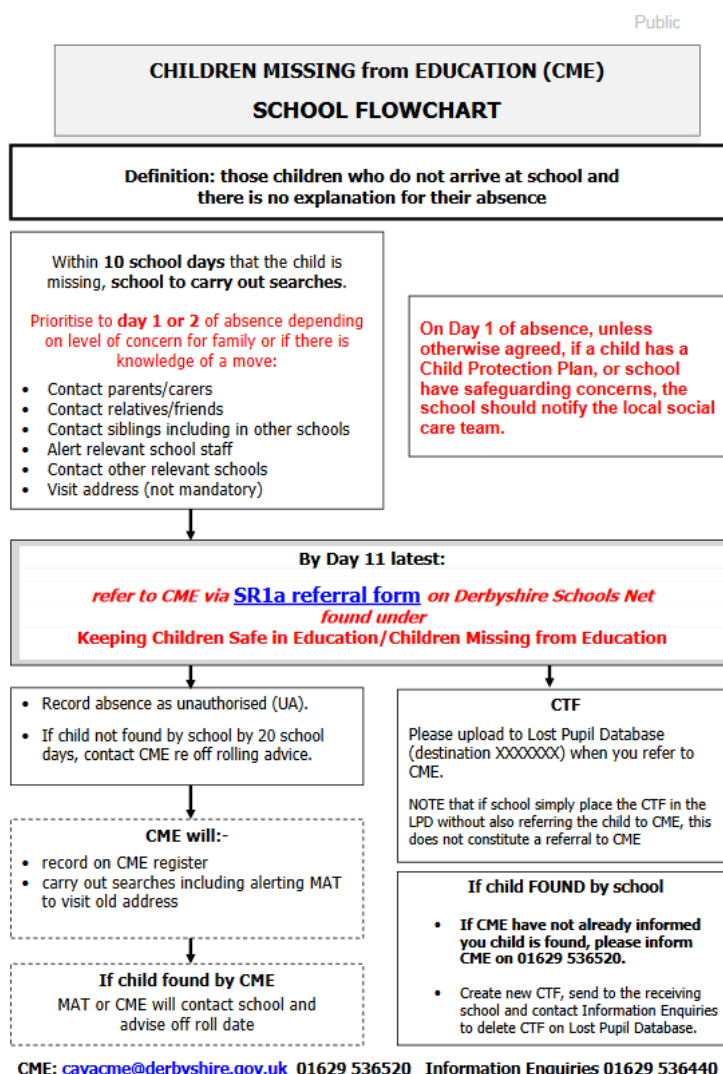 Public
CHILDREN MISSING from EDUCATION (CME)
SCHOOL FLOWCHART
Definition: those children who do not arrive at school and
there is no explanation for their absence
Within 10 school days that the child is
missing, school to carry out searches.
Prioritise to day 1 or 2 of absence depending
on level of concern for family or if there is
knowledge of a move:
• Contact parents/carers
• Contact relatives/friends
• Contact siblings including in other schools
• Alert relevant school staff
• Contact other relevant schools
• Visit address (not mandatory)
On Day 1 of absence, unless
otherwise agreed, if a child has a
Child Protection Plan, or school
have safeguarding concerns, the
school should notify the local social
care team.
By Day 11 latest:
refer to CME via SR1a referral form on Derbyshire Schools Net
found under
Keeping Children Safe in Education/Children Missing from Education
• Record absence as unauthorised (UA).
• If child not found by school by 20 school
days, contact CME re off rolling advice.
CME will:-
• record on CME register
• carry out searches including alerting MAT
to visit old address
If child found by CME
MAT or CME will contact school and
advise off roll date
CTF
Please upload to Lost Pupil Database
(destination XXXXXXX) when you refer to
CME.
NOTE that if school simply place the CTF in the
LPD without also referring the child to CME, this
does not constitute a referral to CME
If child FOUND by school
• If CME have not already informed
you child is found, please inform
CME on 01629 536520.
• Create new CTF, send to the receiving
school and contact Information Enquiries
to delete CTF on Lost Pupil Database.
CME: cayacme@derbyshire.gov.uk 01629 536520 Information Enquiries 01629 536440